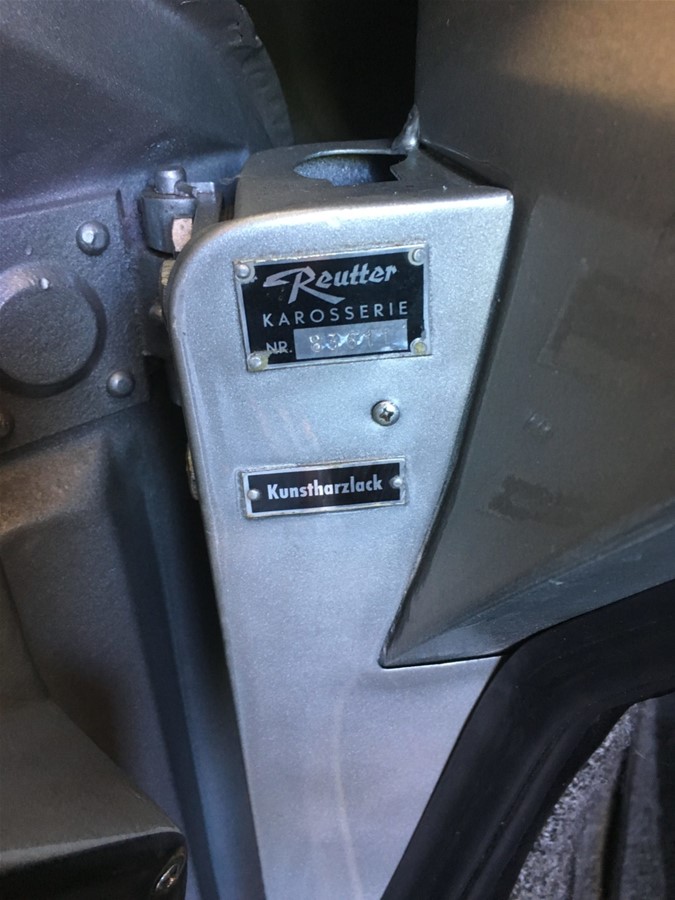 Reutter
KAROSSERIE
NR.
Kunstharzlack